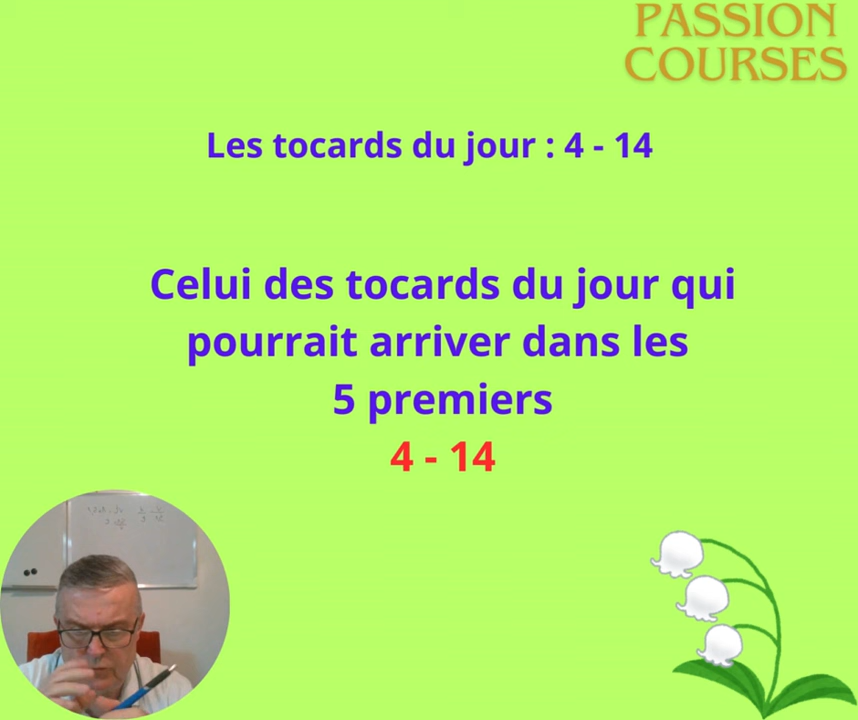 PASSION
COURSES
Les tocards du jour : 4 - 14
Celui des tocards du jour qui
pourrait arriver dans les
5 premiers
4 - 14